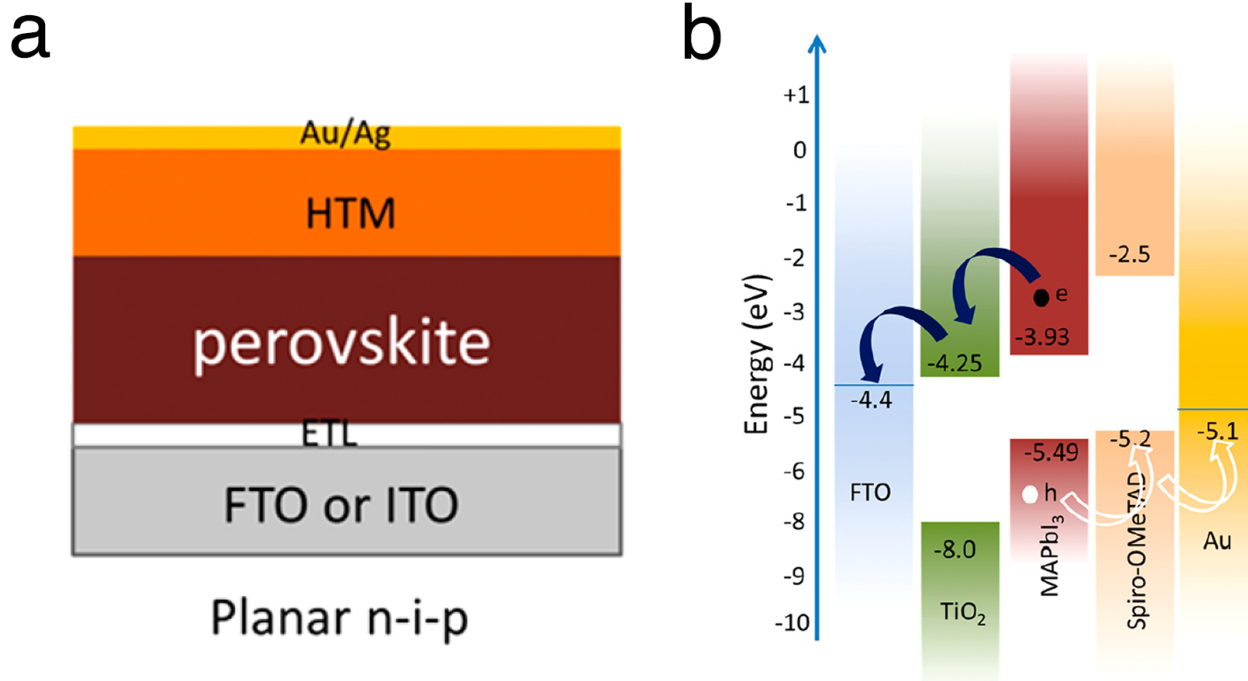 a
Au/Ag
HTM
perovskite
ETL
FTO or ITO
Planar n-i-p
b
Energy (eV)
+1
0
-1
-2
-3
-4
-5
-6
-8
-9
-10
-4.4
FTO
-4.25
-8.0
TiO₂
e
-3.93
-5.49
h
MAPbI₃
-2.5
-5.2
Spiro-OMeTAD
-5.1
Au